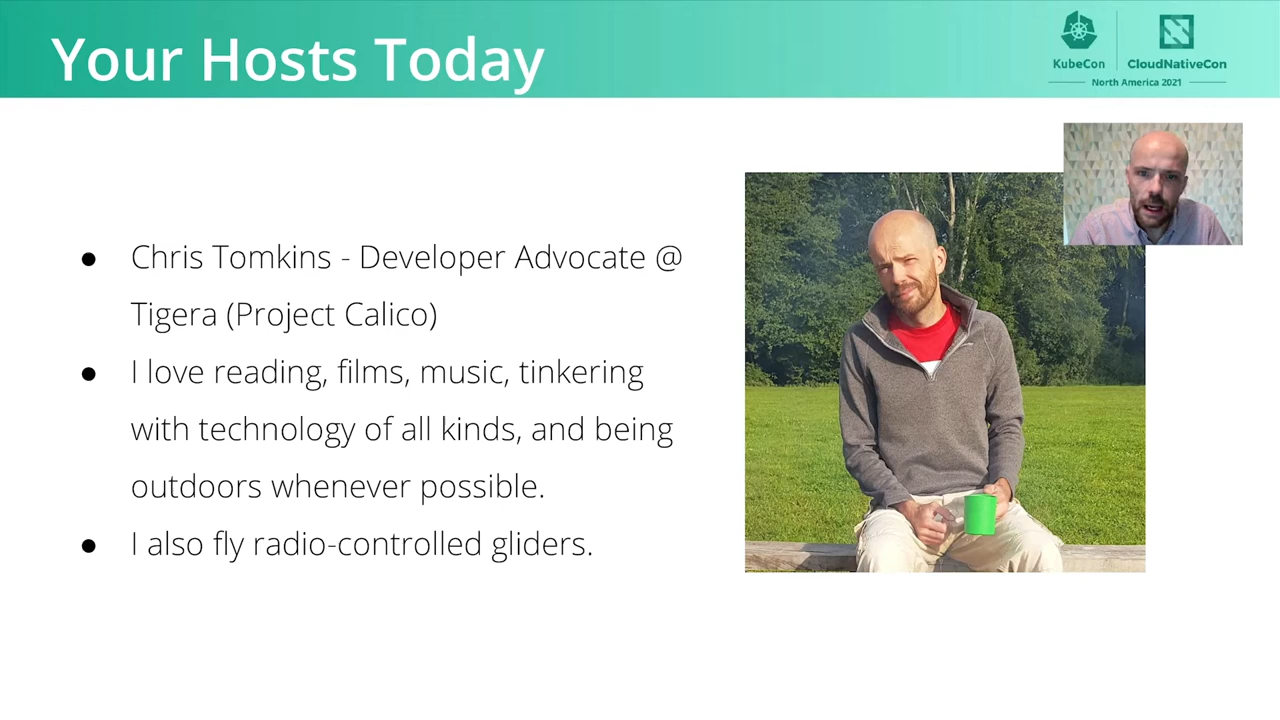 Your Hosts Today
KubeCon
CloudNativeCon
North America 2021
● Chris Tomkins - Developer Advocate @
Tigera (Project Calico)
● I love reading, films, music, tinkering
with technology of all kinds, and being
outdoors whenever possible.
● I also fly radio-controlled gliders.